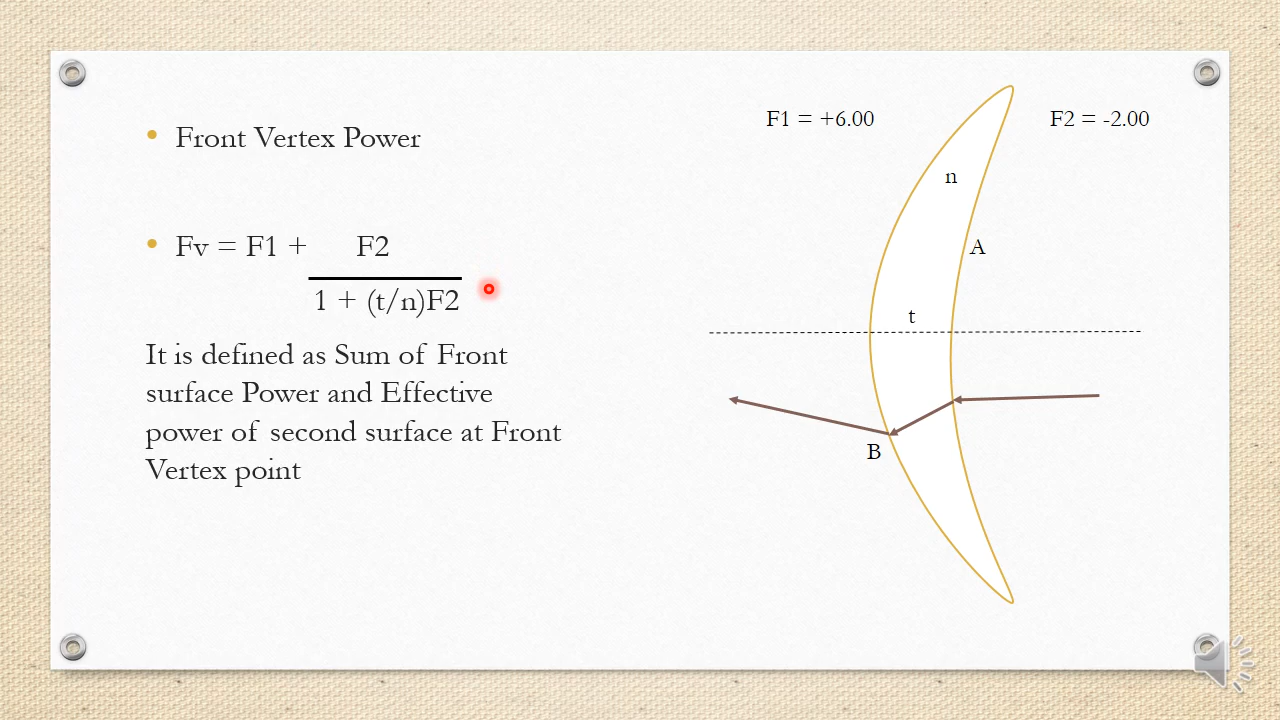 Front Vertex Power
Fv = F1 + F2
1 + (t/n)F2
It is defined as Sum of Front
surface Power and Effective
power of second surface at Front
Vertex point
F1 = +6.00
F2 = -2.00
n
A
t
B